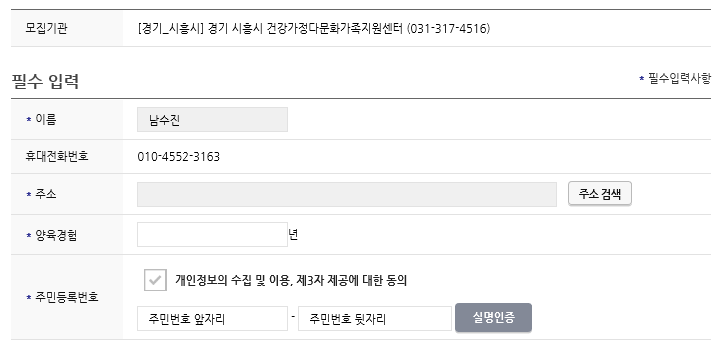 모집기관 [경기_시흥시] 경기 시흥시 건강가정다문화가족지원센터 (031-317-4516)
필수 입력 * 필수입력사항
* 이름 남수진
휴대전화번호 010-4552-3163
* 주소 주소 검색
* 양육경험 년
개인정보의 수집 및 이용, 제3자 제공에 대한 동의
* 주민등록번호
주민번호 앞자리 - 주민번호 뒷자리 실명인증